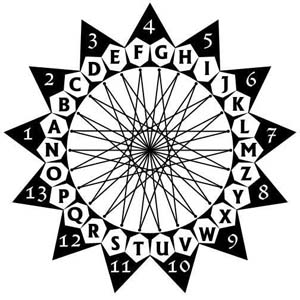 1 2 3 4 5 6 7 8 9 10 11 12 13
A B C D E F G H I J K L M Z Y X W V U T S R Q P O N